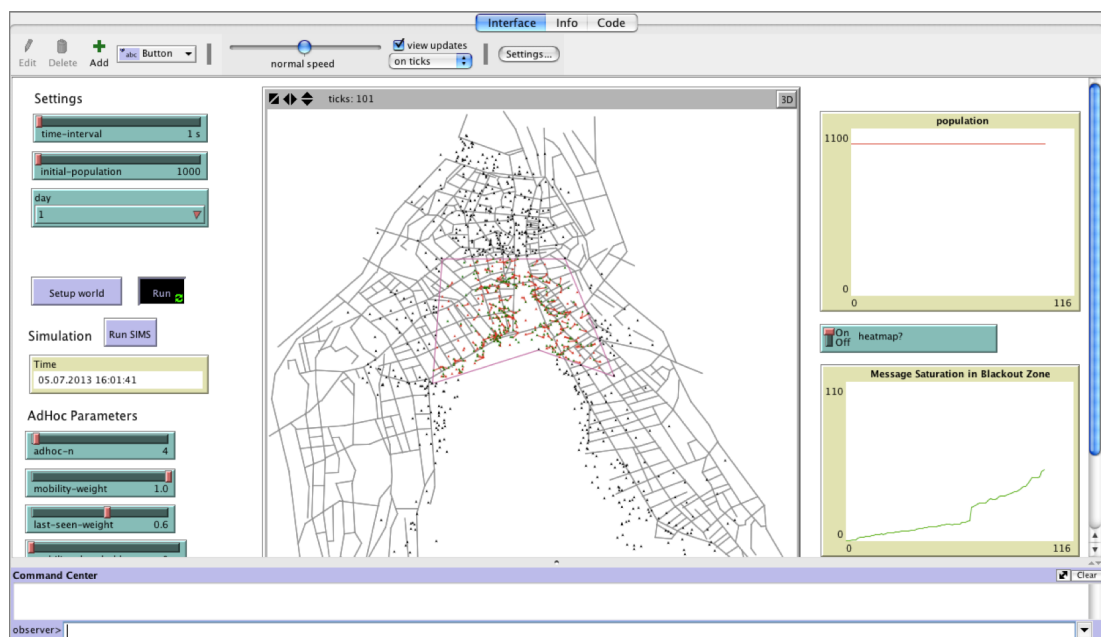 Interface Info Code
Edit Delete Add abc Button normal speed view updates on ticks Settings...
Settings
ticks: 101 3D
time-interval 1 s
initial-population 1000
day
1
Setup world Run
Simulation Run SIMS
Time
05.07.2013 16:01:41
AdHoc Parameters
adhoc-n 4
mobility-weight 1.0
last-seen-weight 0.6
population
1100
0
0 116
On
Off heatmap?
Message Saturation in Blackout Zone
110
0
0 116
Command Center Clear
observer>